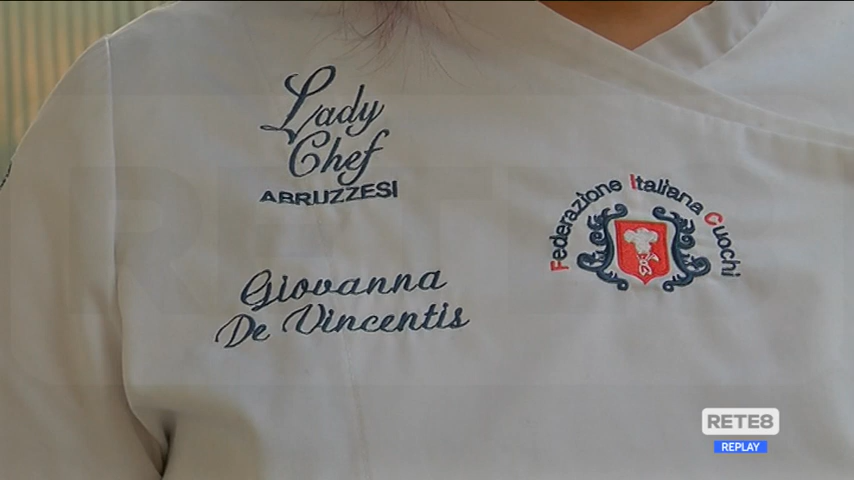 Lady
Chef
ABRUZZESI
Federazione Italiana Cuochi
Giovanna
De Vincentis
RETE8
REPLAY